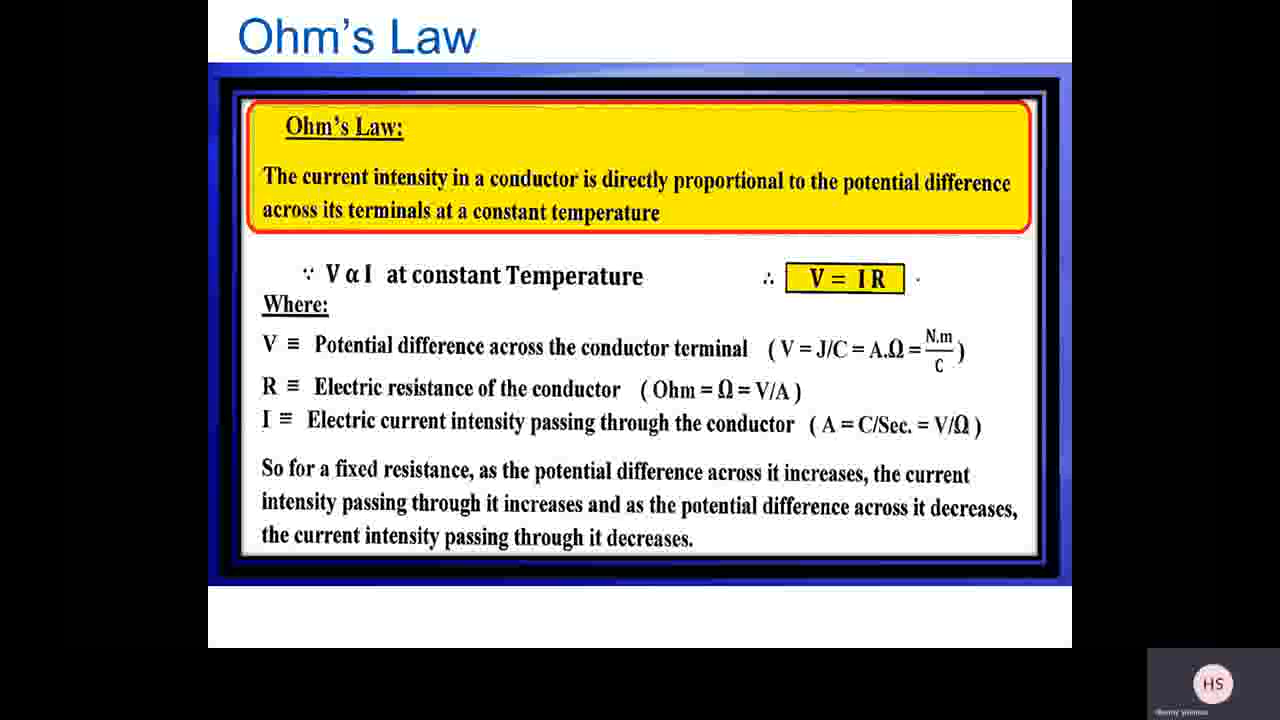 Ohm's Law
Ohm's Law:
The current intensity in a conductor is directly proportional to the potential difference
across its terminals at a constant temperature
∵ V α I at constant Temperature ∴ V = I R
Where:
V ≡ Potential difference across the conductor terminal ( V = J/C = A.Ω = N.m/C )
R ≡ Electric resistance of the conductor ( Ohm = Ω = V/A )
I ≡ Electric current intensity passing through the conductor ( A = C/Sec. = V/Ω )
So for a fixed resistance, as the potential difference across it increases, the current
intensity passing through it increases and as the potential difference across it decreases,
the current intensity passing through it decreases.
HS